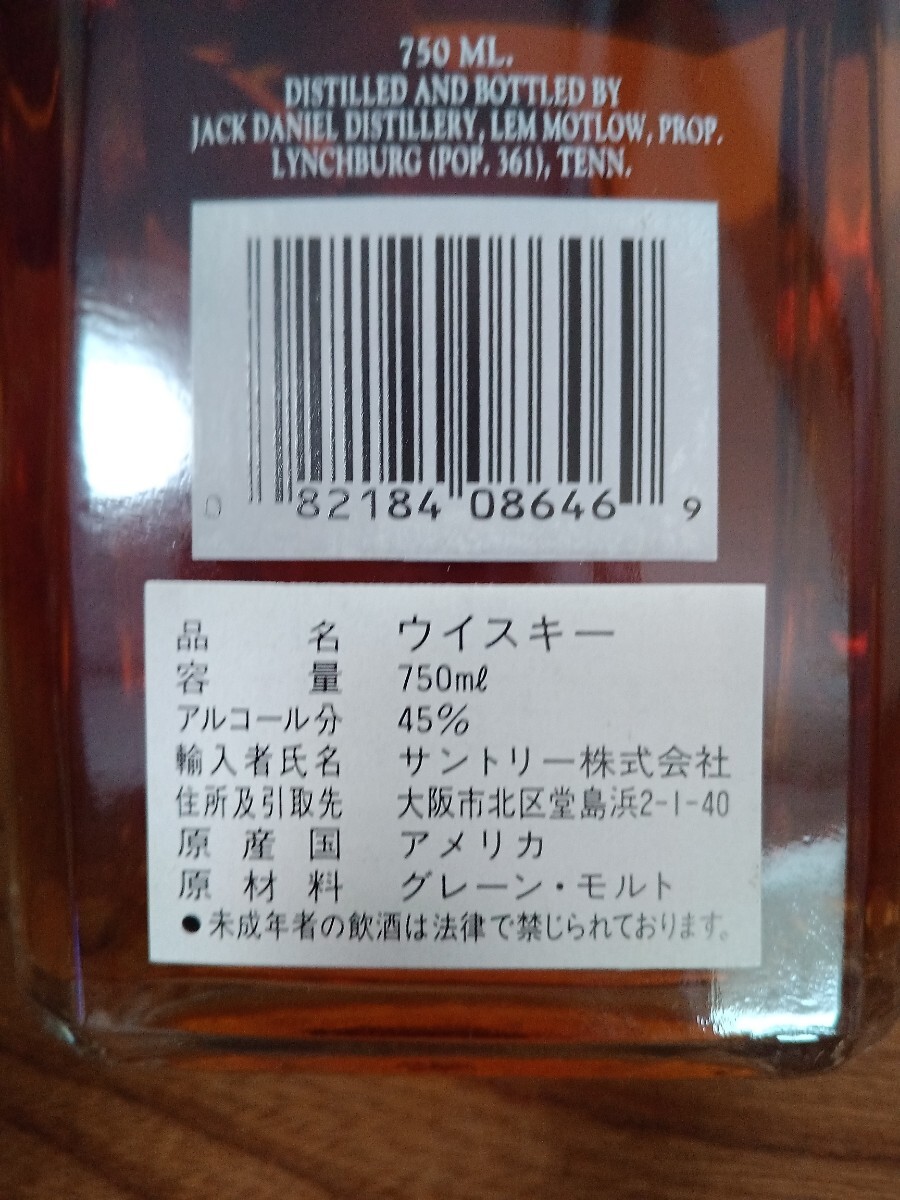 750 ML.
DISTILLED AND BOTTLED BY
JACK DANIEL DISTILLERY, LEM MOTLOW, PROP.
LYNCHBURG (POP. 361), TENN.
0 82184 08646 9
品名 ウイスキー
容量 750mℓ
アルコール分 45%
輸入者氏名 サントリー株式会社
住所及引取先 大阪市北区堂島浜2-1-40
原産国 アメリカ
原材料 グレーン・モルト
●未成年者の飲酒は法律で禁じられております。